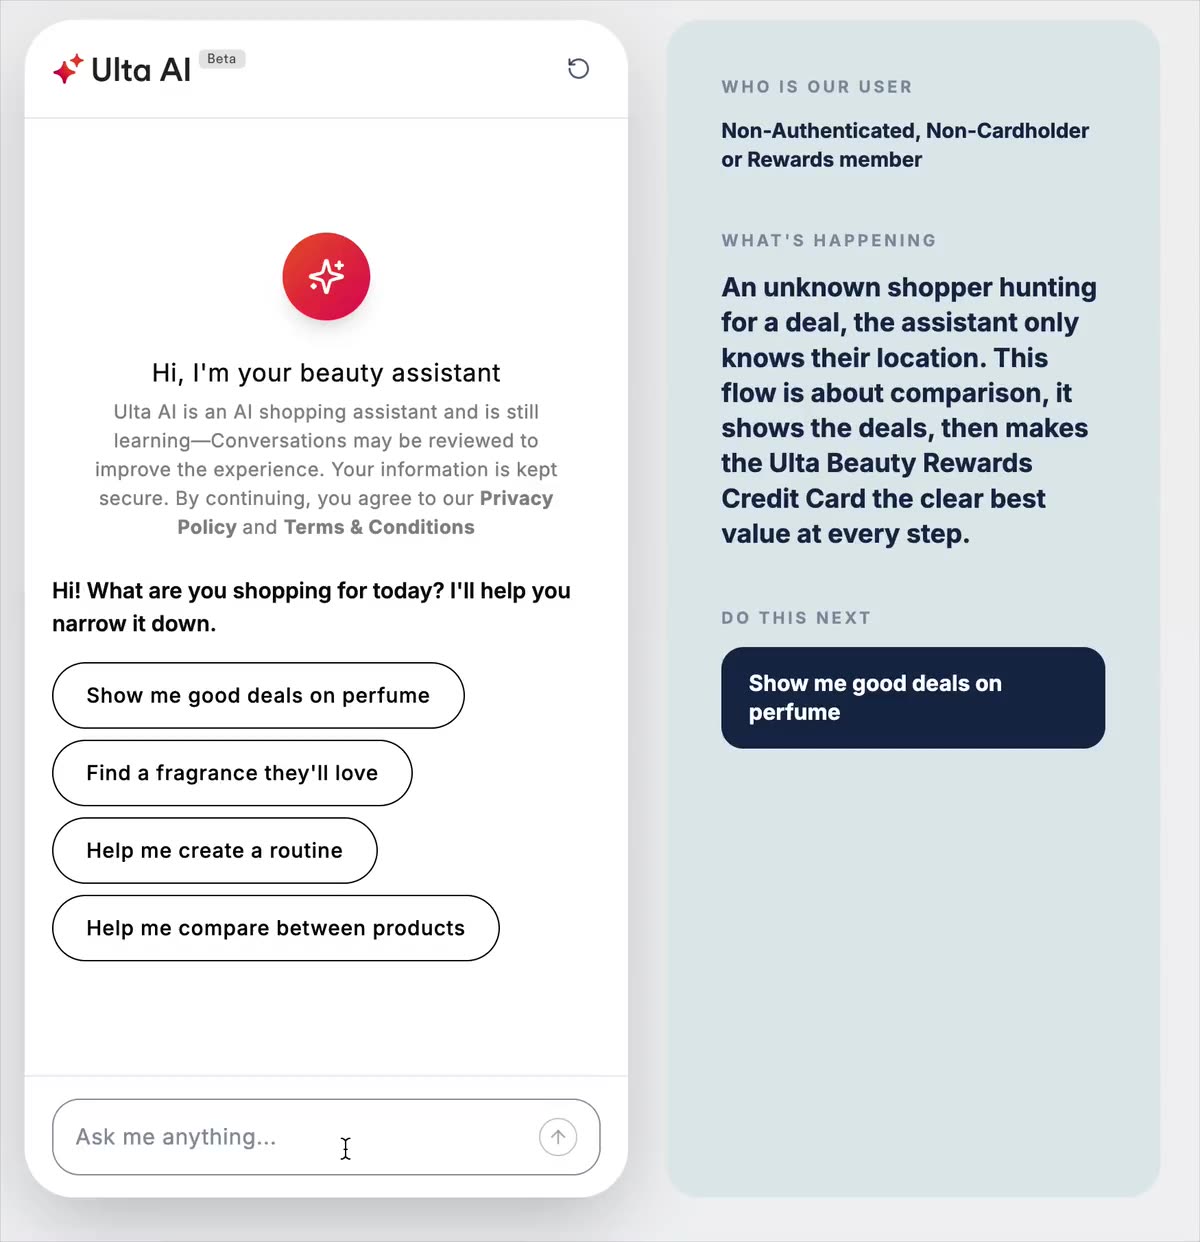 Ulta AI Beta
Hi, I'm your beauty assistant
Ulta AI is an AI shopping assistant and is still
learning—Conversations may be reviewed to
improve the experience. Your information is kept
secure. By continuing, you agree to our Privacy
Policy and Terms & Conditions
Hi! What are you shopping for today? I'll help you
narrow it down.
Show me good deals on perfume
Find a fragrance they'll love
Help me create a routine
Help me compare between products
Ask me anything...
WHO IS OUR USER
Non-Authenticated, Non-Cardholder
or Rewards member
WHAT'S HAPPENING
An unknown shopper hunting
for a deal, the assistant only
knows their location. This
flow is about comparison, it
shows the deals, then makes
the Ulta Beauty Rewards
Credit Card the clear best
value at every step.
DO THIS NEXT
Show me good deals on
perfume